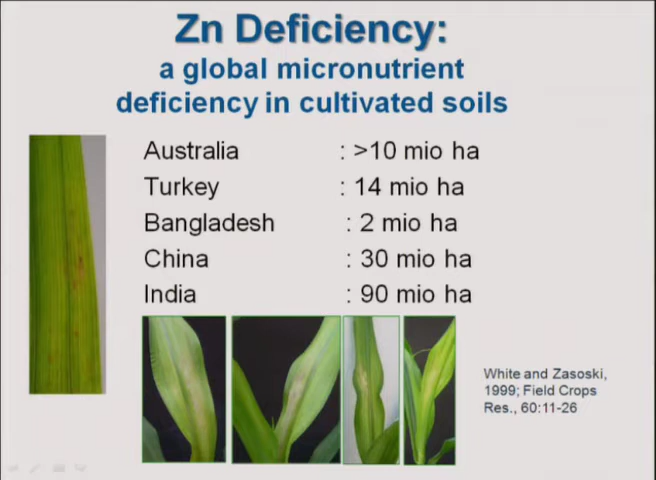 Zn Deficiency:
a global micronutrient
deficiency in cultivated soils
Australia : >10 mio ha
Turkey : 14 mio ha
Bangladesh : 2 mio ha
China : 30 mio ha
India : 90 mio ha
White and Zasoski,
1999; Field Crops
Res., 60:11-26